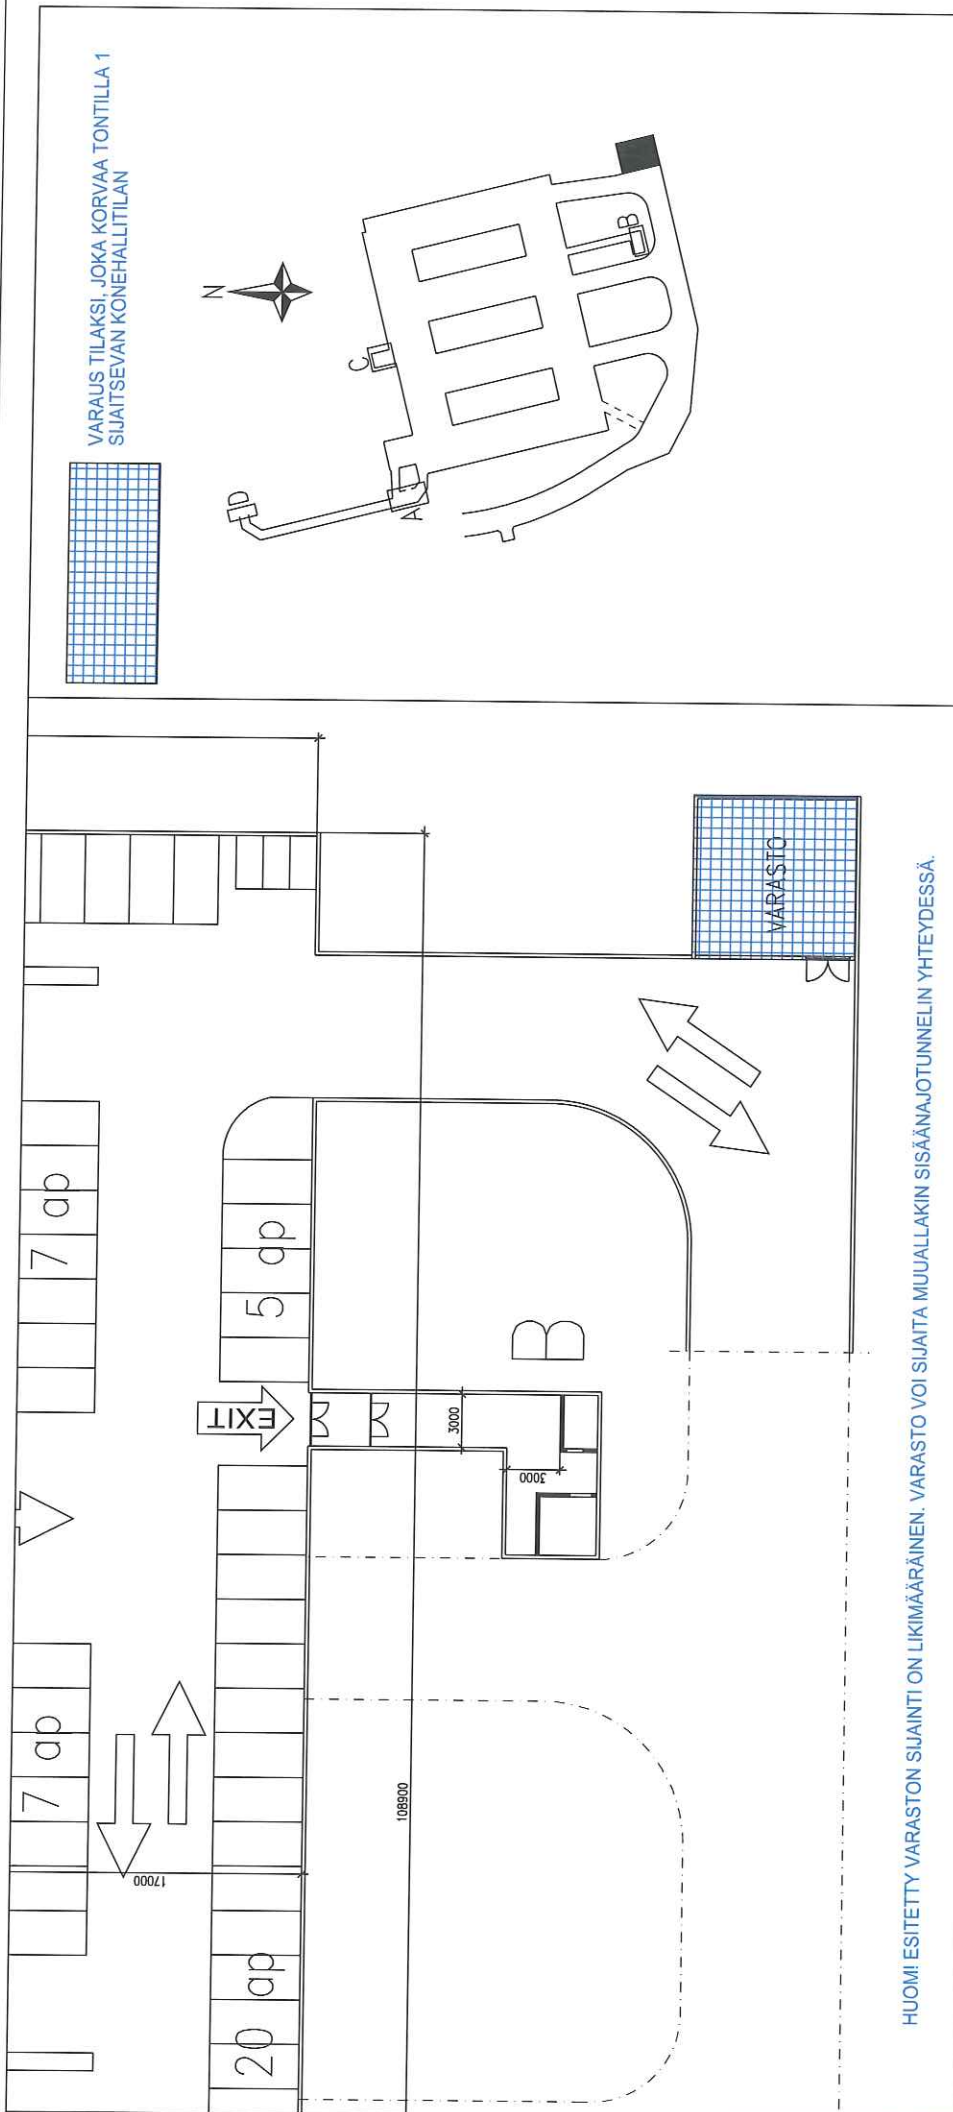 VARAUS TILAKSI, JOKA KORVAA TONTILLA 1
SIJAITSEVAN KONEHALLITILAN
N
D
C
A
B
VARASTO
7 ap
7 ap
5 ap
20 ap
EXIT
B
3000
3000
17000
108900
HUOM! ESITETTY VARASTON SIJAINTI ON LIKIMÄÄRÄINEN. VARASTO VOI SIJAITA MUUALLAKIN SISÄÄNAJOTUNNELIN YHTEYDESSÄ.